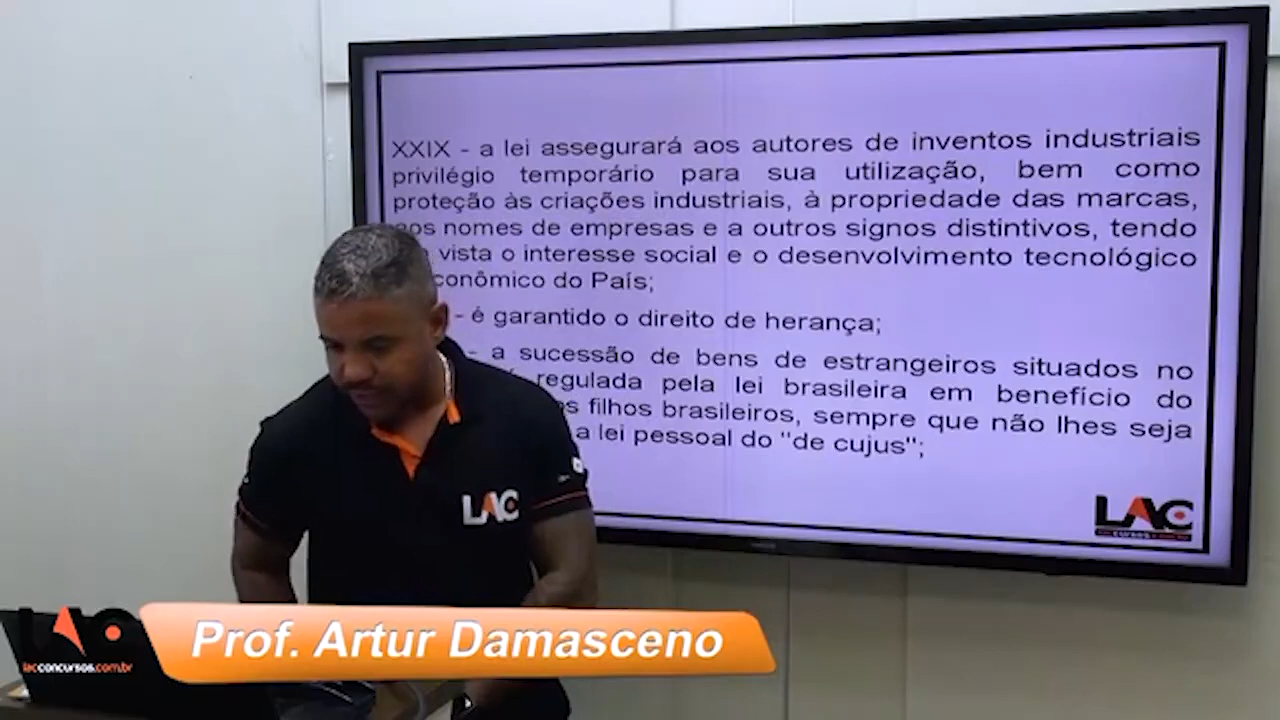 XXIX - a lei assegurará aos autores de inventos industriais
privilégio temporário para sua utilização, bem como
proteção às criações industriais, à propriedade das marcas,
aos nomes de empresas e a outros signos distintivos, tendo
vista o interesse social e o desenvolvimento tecnológico
conômico do País;
- é garantido o direito de herança;
- a sucessão de bens de estrangeiros situados no
regulada pela lei brasileira em benefício do
os filhos brasileiros, sempre que não lhes seja
a lei pessoal do "de cujus";
LAC
LAC
cursos
Prof. Artur Damasceno
LAC
lacconcursos.com.br